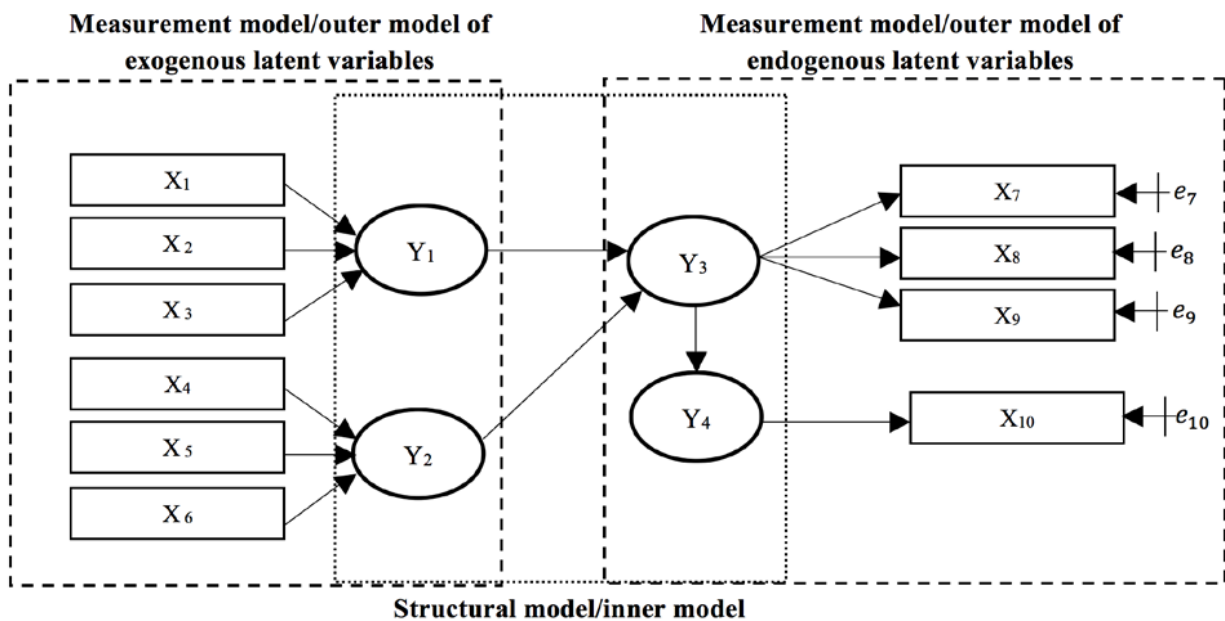 Measurement model/outer model of
exogenous latent variables
Measurement model/outer model of
endogenous latent variables
X1
X2
X3
X4
X5
X6
Y1
Y2
Y3
Y4
X7
X8
X9
X10
e7
e8
e9
e10
Structural model/inner model